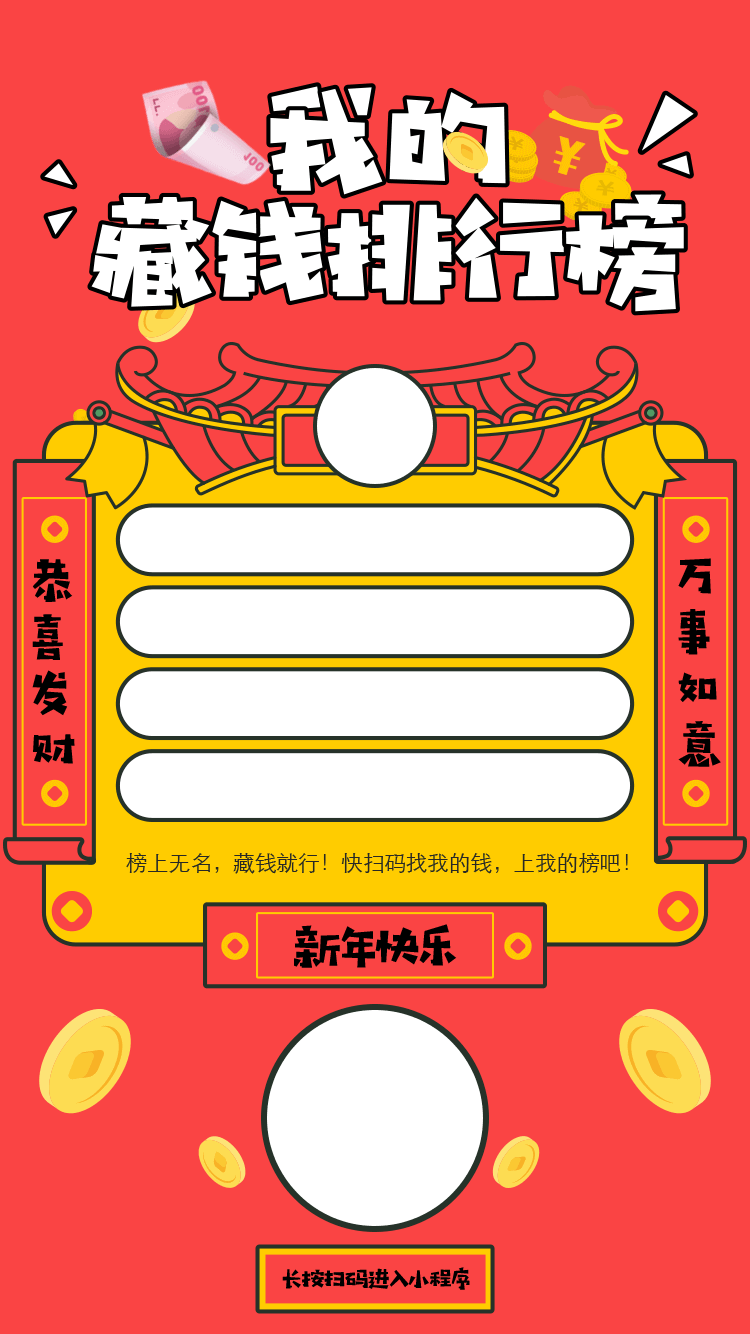 我的
藏钱排行榜
恭喜发财
万事如意
榜上无名，藏钱就行！快扫码找我的钱，上我的榜吧！
新年快乐
长按扫码进入小程序